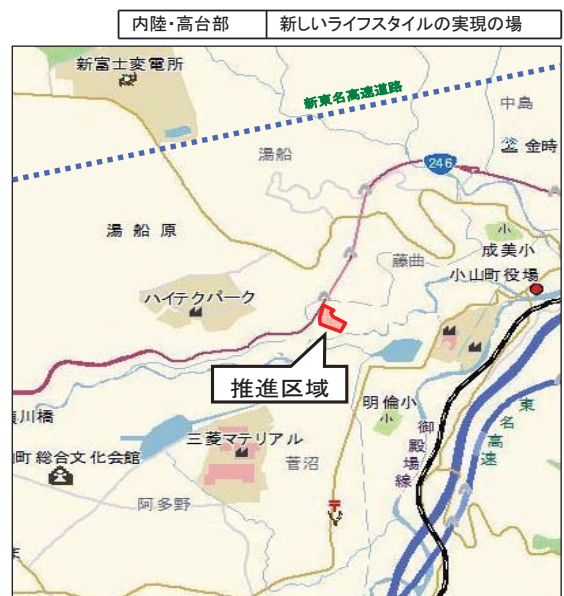 内陸・高台部 新しいライフスタイルの実現の場
新富士変電所
新東名高速道路
中島
湯船
246
金時
湯船原
小
成美小
藤曲
小山町役場
ハイテクパーク
推進区域
明倫小
小
東名高速
御殿場線
川橋
三菱マテリアル
町総合文化会館
菅沼
阿多野